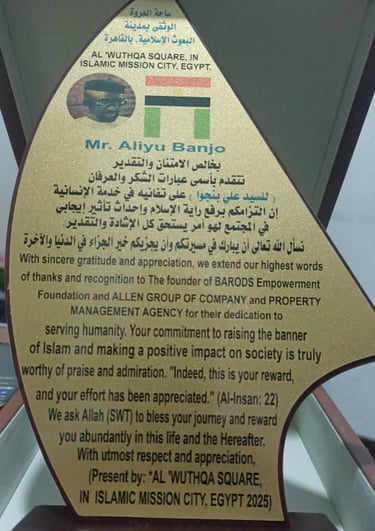 ساحة العروة
الوثقى بمدينة
البعوث الإسلامية، بالقاهرة
AL 'WUTHQA SQUARE, IN
ISLAMIC MISSION CITY, EGYPT.
Mr. Aliyu Banjo
بخالص الامتنان والتقدير
نتقدم بأسمى عبارات الشكر والعرفان
(للسيد علي بنجوا) على تفانيه في خدمة الإنسانية
إن التزامكم برفع راية الإسلام وإحداث تأثير إيجابي
في المجتمع لهو أمر يستحق كل الإشادة والتقدير.
نسأل الله تعالى أن يبارك في مسيرتكم وأن يجزيكم خير الجزاء في الدنيا والآخرة
With sincere gratitude and appreciation, we extend our highest words
of thanks and recognition to The founder of BARODS Empowerment
Foundation and ALLEN GROUP OF COMPANY and PROPERTY
MANAGEMENT AGENCY for their dedication to
serving humanity. Your commitment to raising the banner
of Islam and making a positive impact on society is truly
worthy of praise and admiration. "Indeed, this is your reward,
and your effort has been appreciated." (Al-Insan: 22)
We ask Allah (SWT) to bless your journey and reward
you abundantly in this life and the Hereafter.
With utmost respect and appreciation,
(Present by: *AL 'WUTHQA SQUARE,
IN ISLAMIC MISSION CITY, EGYPT 2025)